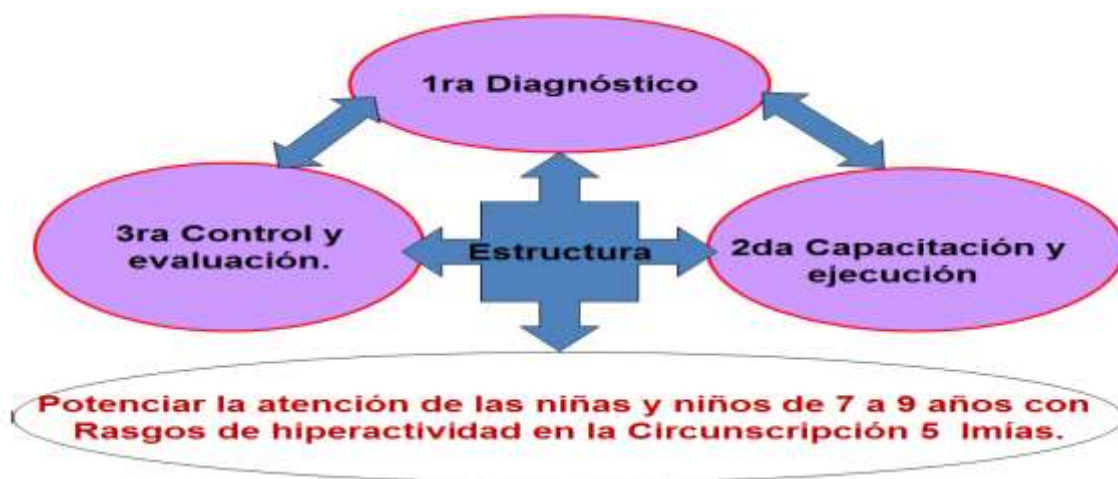 1ra Diagnóstico
3ra Control y
evaluación.
Estructura
2da Capacitación y
ejecución
Potenciar la atención de las niñas y niños de 7 a 9 años con
Rasgos de hiperactividad en la Circunscripción 5 Imías.